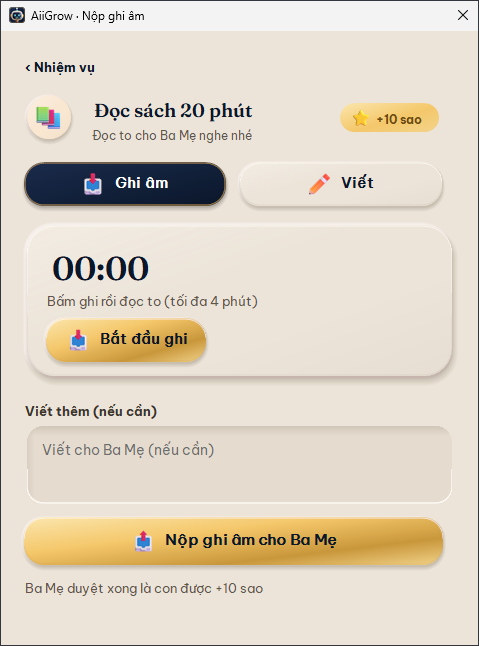 AiiGrow · Nộp ghi âm
‹ Nhiệm vụ
Đọc sách 20 phút
Đọc to cho Ba Mẹ nghe nhé
+10 sao
Ghi âm
Viết
00:00
Bấm ghi rồi đọc to (tối đa 4 phút)
Bắt đầu ghi
Viết thêm (nếu cần)
Viết cho Ba Mẹ (nếu cần)
Nộp ghi âm cho Ba Mẹ
Ba Mẹ duyệt xong là con được +10 sao